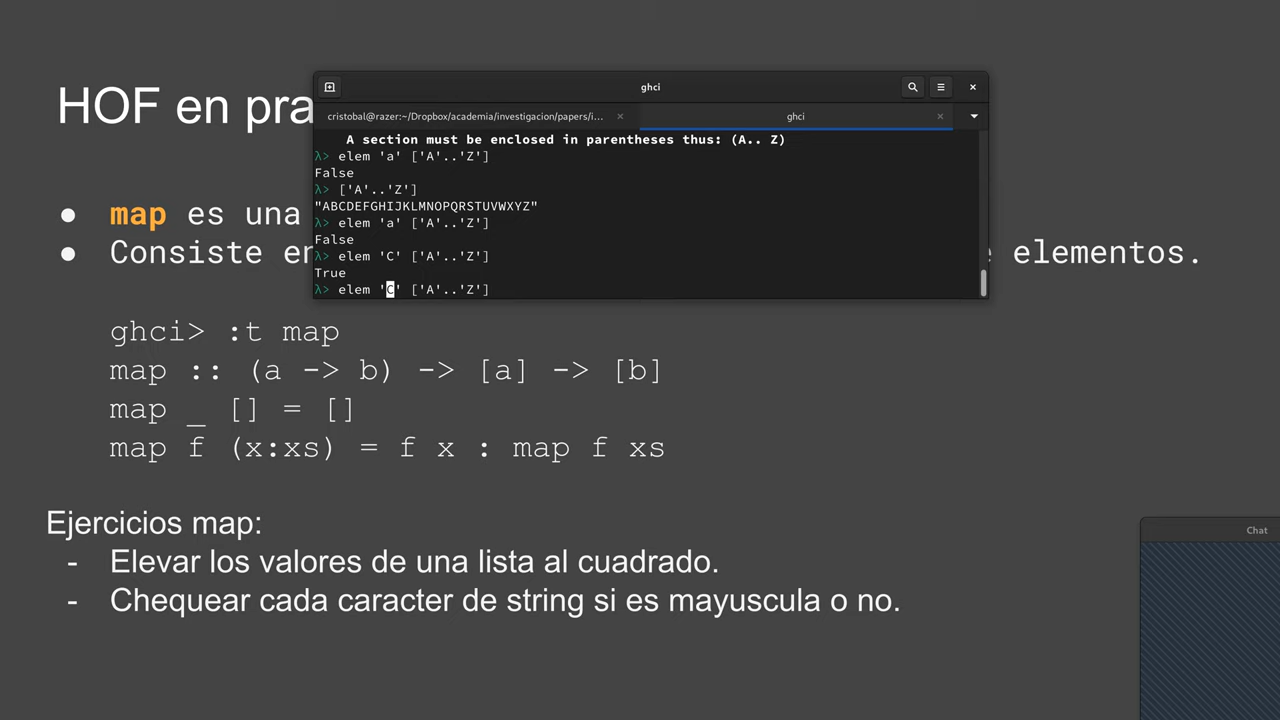 HOF en pra
ghci
cristobal@razer:~/Dropbox/academia/investigacion/papers/i... ×
ghci ×
A section must be enclosed in parentheses thus: (A.. Z)
λ> elem 'a' ['A'..'Z']
False
λ> ['A'..'Z']
"ABCDEFGHIJKLMNOPQRSTUVWXYZ"
λ> elem 'a' ['A'..'Z']
False
λ> elem 'C' ['A'..'Z']
True
λ> elem 'C' ['A'..'Z']
● map es una
● Consiste en elementos.
ghci> :t map
map :: (a -> b) -> [a] -> [b]
map _ [] = []
map f (x:xs) = f x : map f xs
Ejercicios map:
- Elevar los valores de una lista al cuadrado.
- Chequear cada caracter de string si es mayuscula o no.
Chat